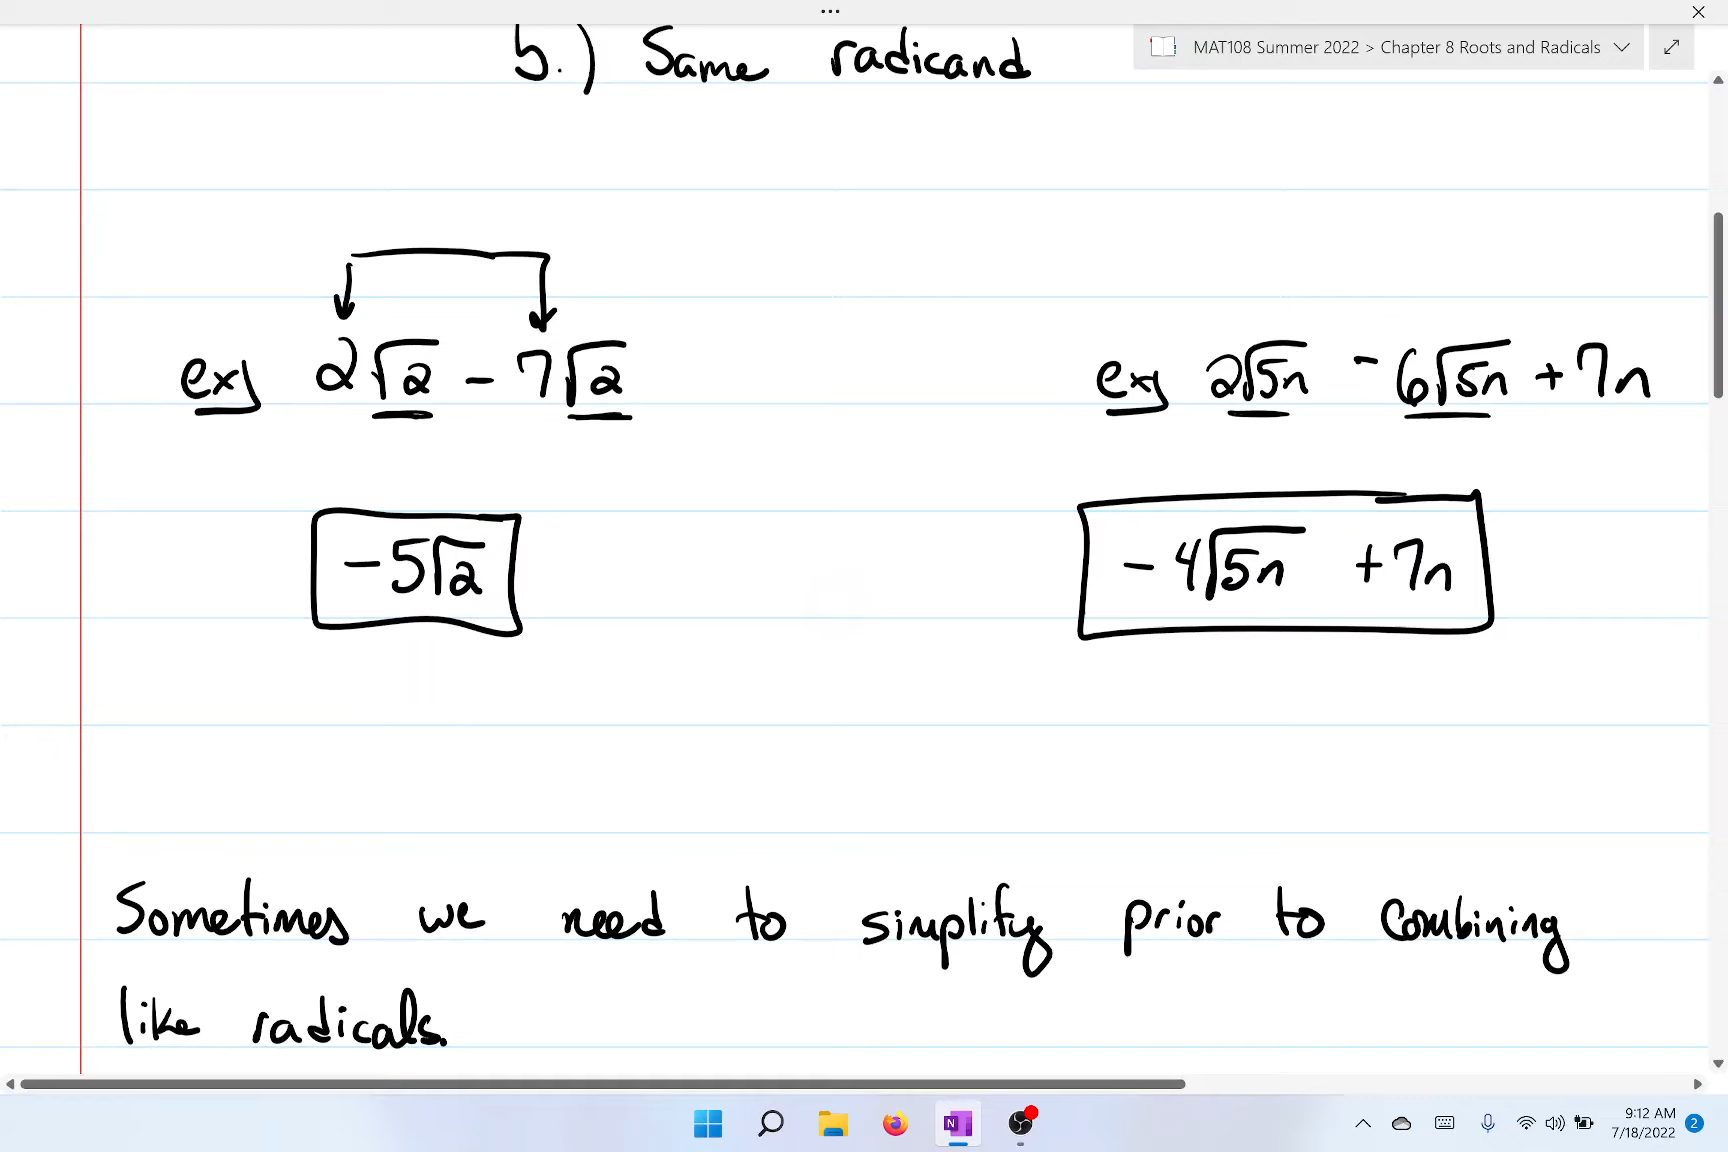 b.) Same radicand
MAT108 Summer 2022 > Chapter 8 Roots and Radicals
ex) 2√2 - 7√2
ex) 2√5n - 6√5n + 7n
-5√2
-4√5n +7n
Sometimes we need to simplify prior to combining
like radicals.
N
9:12 AM
7/18/2022
2